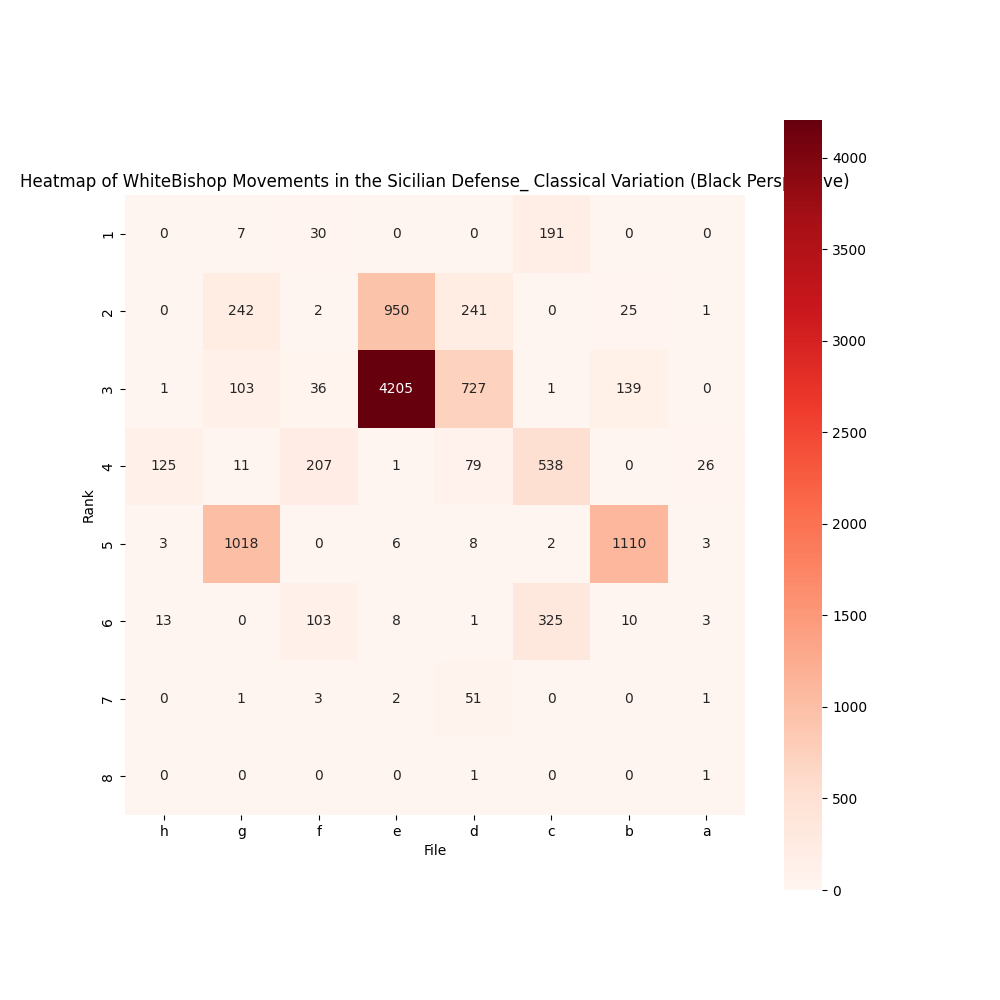 Heatmap of WhiteBishop Movements in the Sicilian Defense_ Classical Variation (Black Pers ve)
1 0 7 30 0 0 191 0 0
2 0 242 2 950 241 0 25 1
3 1 103 36 4205 727 1 139 0
4 125 11 207 1 79 538 0 26
5 3 1018 0 6 8 2 1110 3
6 13 0 103 8 1 325 10 3
7 0 1 3 2 51 0 0 1
8 0 0 0 0 1 0 0 1
Rank
h g f e d c b a
File
4000
3500
3000
2500
2000
1500
1000
500
0